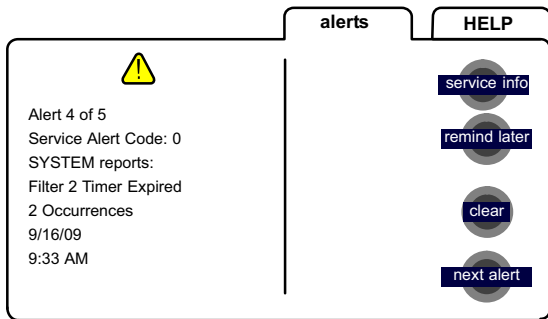 alerts
HELP
Alert 4 of 5
Service Alert Code: 0
SYSTEM reports:
Filter 2 Timer Expired
2 Occurrences
9/16/09
9:33 AM
service info
remind later
clear
next alert